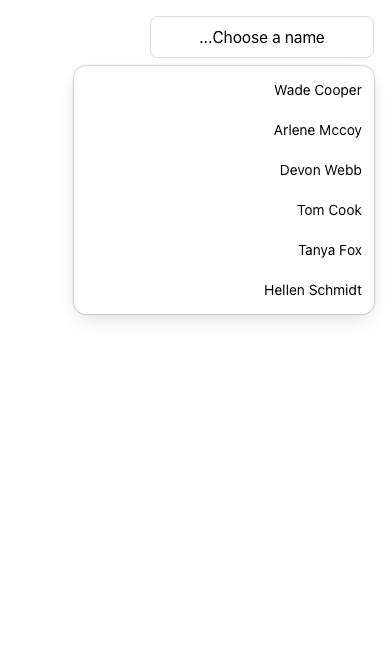 ...Choose a name
Wade Cooper
Arlene Mccoy
Devon Webb
Tom Cook
Tanya Fox
Hellen Schmidt